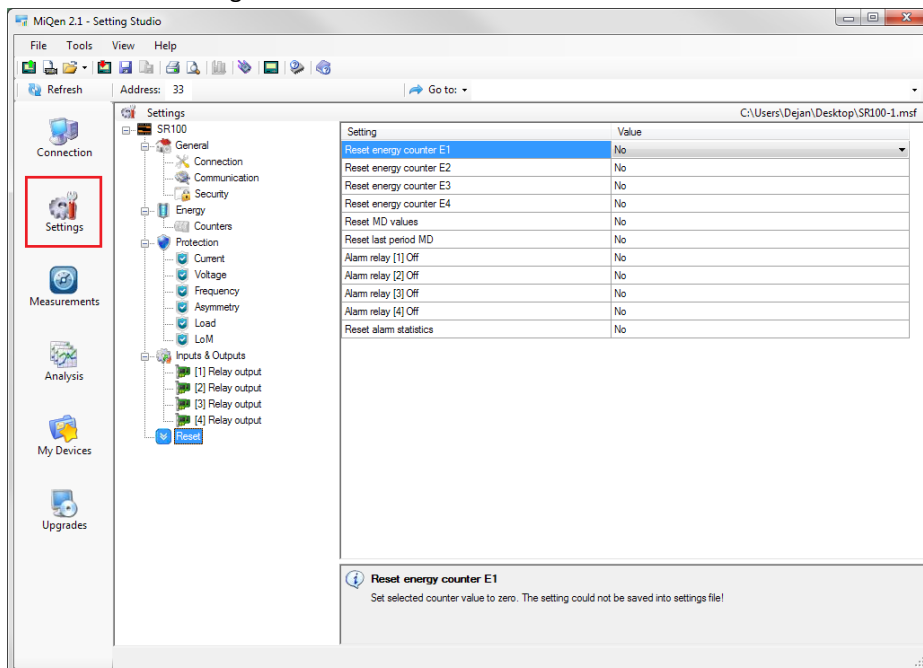 MiQen 2.1 - Setting Studio
File Tools View Help
Refresh Address: 33 Go to:
Settings C:\Users\Dejan\Desktop\SR100-1.msf
Connection
Settings
Measurements
Analysis
My Devices
Upgrades
SR100
General
Connection
Communication
Security
Energy
Counters
Protection
Current
Voltage
Frequency
Asymmetry
Load
LoM
Inputs & Outputs
[1] Relay output
[2] Relay output
[3] Relay output
[4] Relay output
Reset
Setting Value
Reset energy counter E1 No
Reset energy counter E2 No
Reset energy counter E3 No
Reset energy counter E4 No
Reset MD values No
Reset last period MD No
Alarm relay [1] Off No
Alarm relay [2] Off No
Alarm relay [3] Off No
Alarm relay [4] Off No
Reset alarm statistics No
Reset energy counter E1
Set selected counter value to zero. The setting could not be saved into settings file!